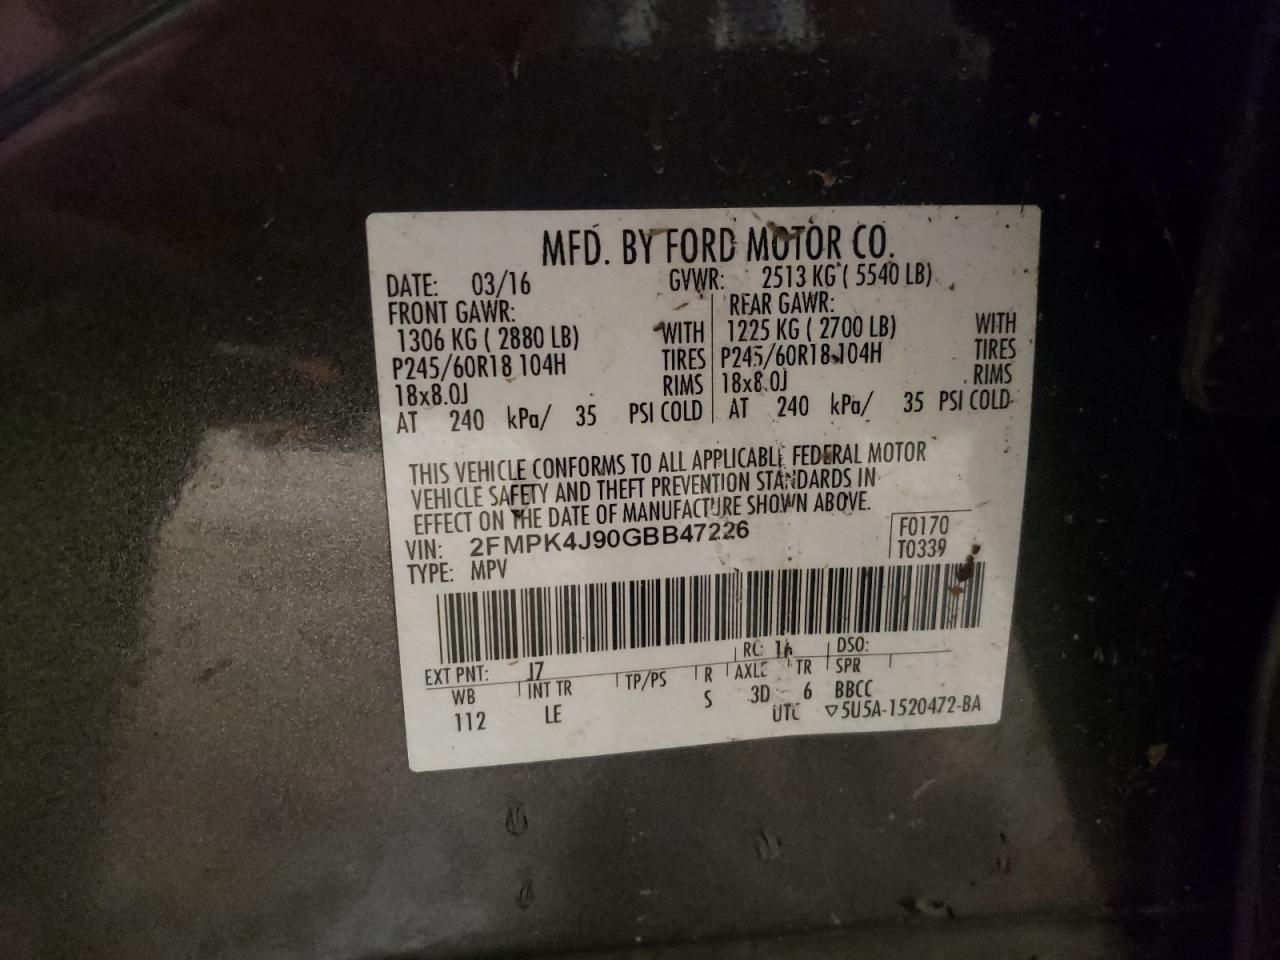 MFD. BY FORD MOTOR CO.
DATE: 03/16 GVWR: 2513 KG ( 5540 LB)
FRONT GAWR: REAR GAWR:
1306 KG ( 2880 LB) WITH 1225 KG ( 2700 LB) WITH
P245/60R18 104H TIRES P245/60R18 104H TIRES
18x8.0J RIMS 18x8.0J RIMS
AT 240 kPa/ 35 PSI COLD AT 240 kPa/ 35 PSI COLD
THIS VEHICLE CONFORMS TO ALL APPLICABLE FEDERAL MOTOR
VEHICLE SAFETY AND THEFT PREVENTION STANDARDS IN
EFFECT ON THE DATE OF MANUFACTURE SHOWN ABOVE.
VIN: 2FMPK4J90GBB47226 F0170
TYPE: MPV T0339
RC: 16 DSO:
EXT PNT: J7
WB INT TR TP/PS R AXLE TR SPR
112 LE S 3D 6 BBCC
UTC ▽5U5A-1520472-BA